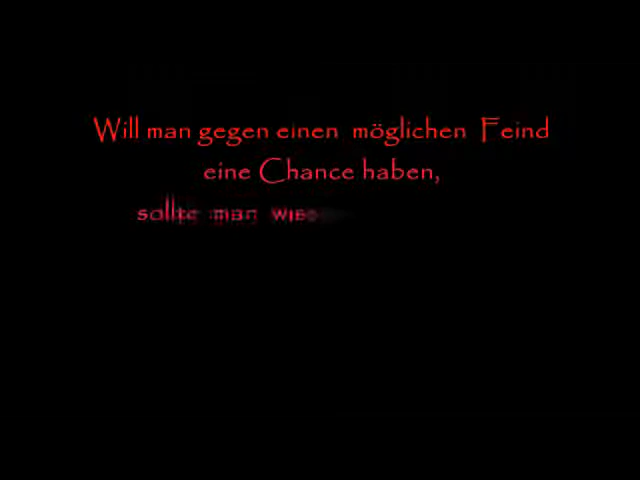 Will man gegen einen möglichen Feind
eine Chance haben,
sollte man